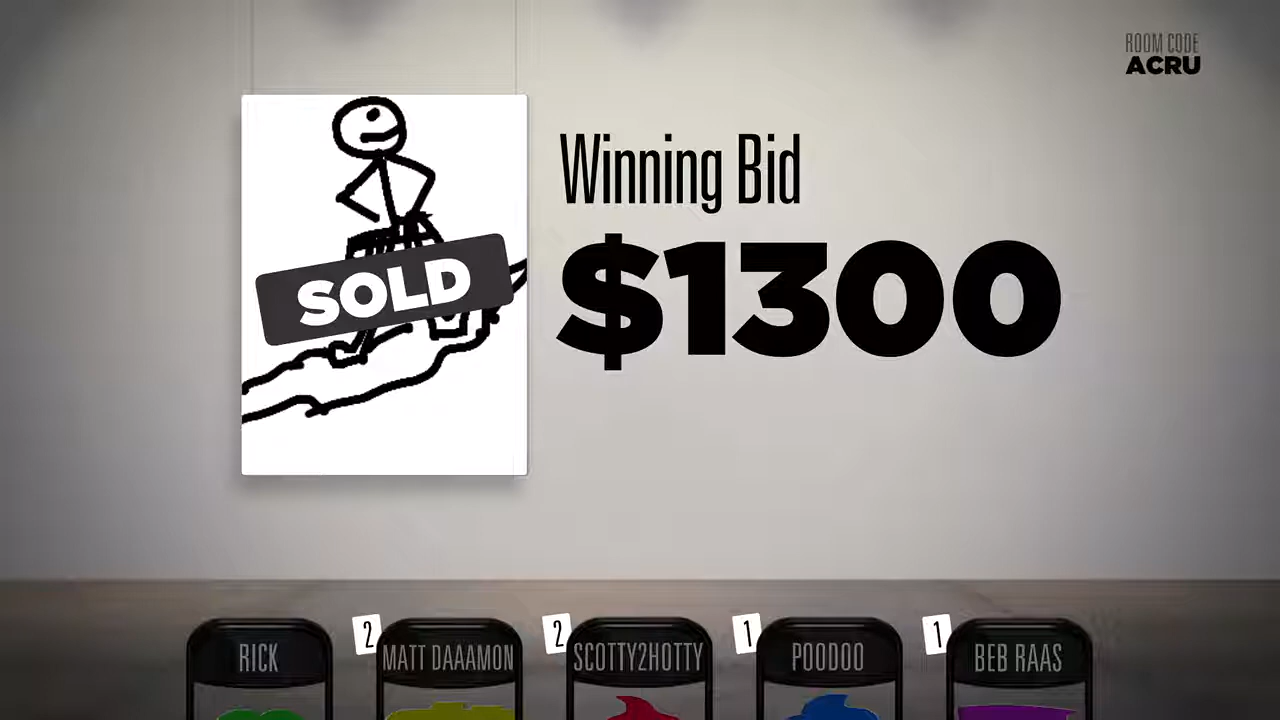 ROOM CODE
ACRU
Winning Bid
$1300
SOLD
RICK
2
MATT DAAAMON
2
SCOTTY2HOTTY
1
POODOO
1
BEB RAAS